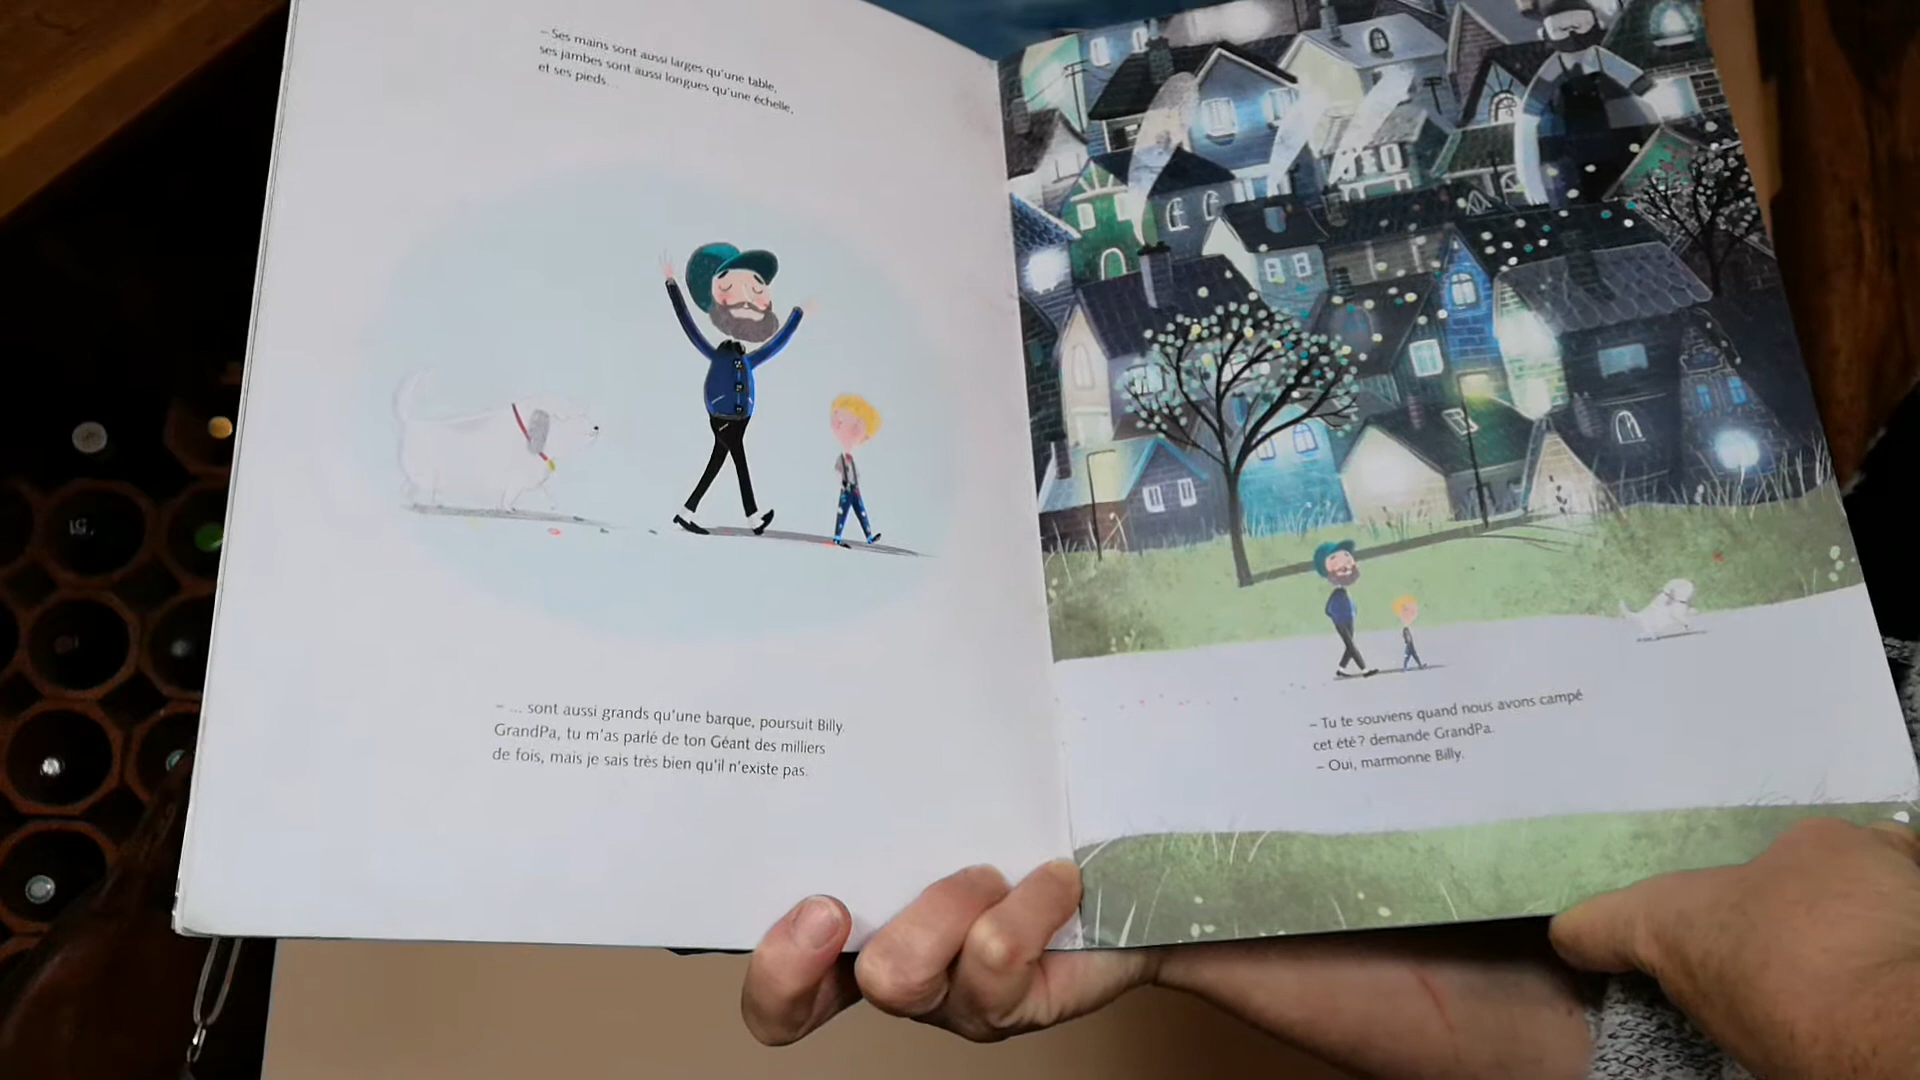 – Ses mains sont aussi larges qu'une table,
ses jambes sont aussi longues qu'une échelle,
et ses pieds...
– ... sont aussi grands qu'une barque, poursuit Billy.
GrandPa, tu m'as parlé de ton Géant des milliers
de fois, mais je sais très bien qu'il n'existe pas.
– Tu te souviens quand nous avons campé
cet été ? demande GrandPa.
– Oui, marmonne Billy.